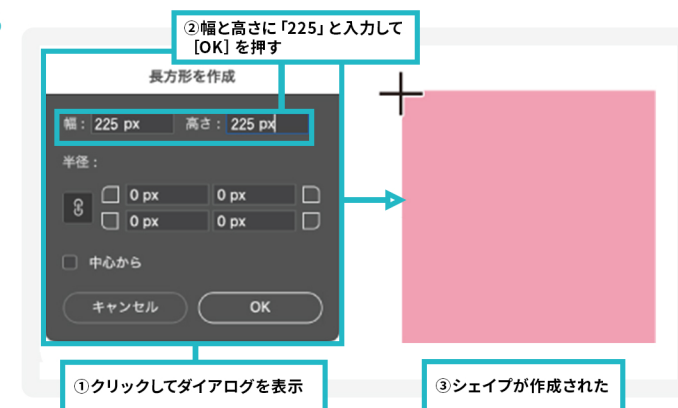 ②幅と高さに「225」と入力して
［OK］を押す
長方形を作成
幅： 225 px 高さ： 225 px
半径：
0 px 0 px
0 px 0 px
中心から
キャンセル OK
①クリックしてダイアログを表示
③シェイプが作成された